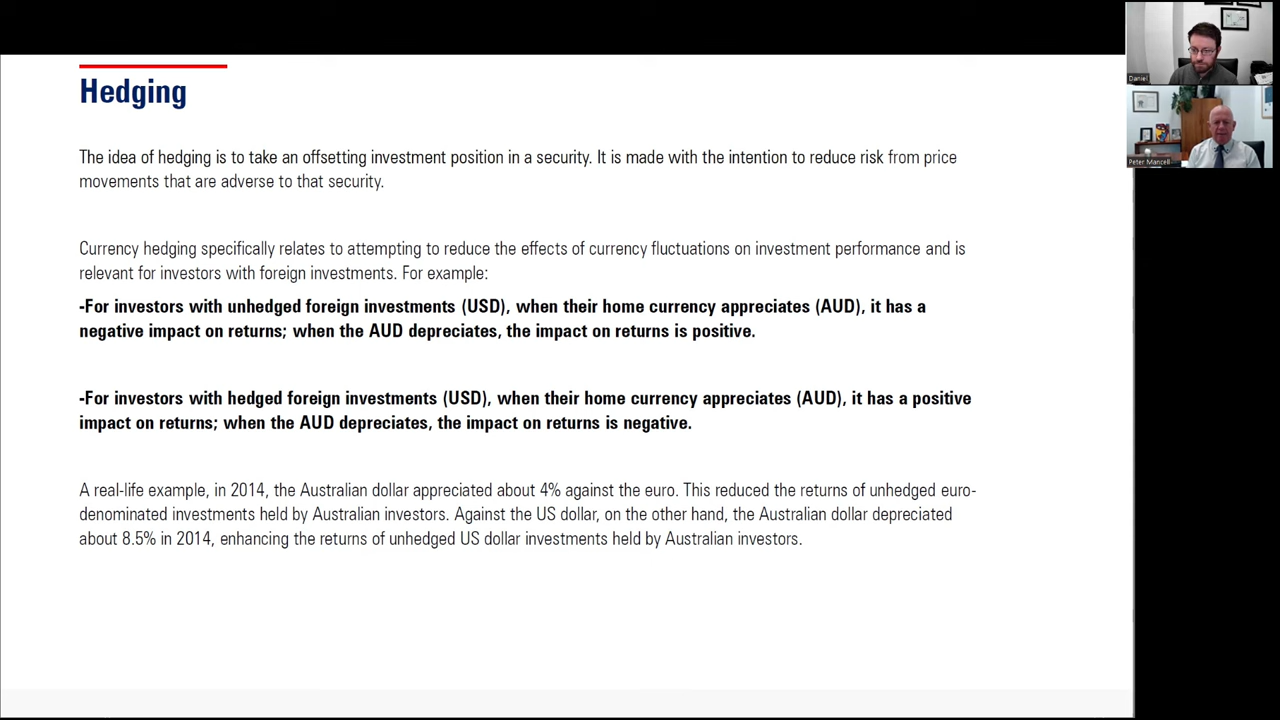 Hedging
The idea of hedging is to take an offsetting investment position in a security. It is made with the intention to reduce risk from price
movements that are adverse to that security.
Currency hedging specifically relates to attempting to reduce the effects of currency fluctuations on investment performance and is
relevant for investors with foreign investments. For example:
-For investors with unhedged foreign investments (USD), when their home currency appreciates (AUD), it has a
negative impact on returns; when the AUD depreciates, the impact on returns is positive.
-For investors with hedged foreign investments (USD), when their home currency appreciates (AUD), it has a positive
impact on returns; when the AUD depreciates, the impact on returns is negative.
A real-life example, in 2014, the Australian dollar appreciated about 4% against the euro. This reduced the returns of unhedged euro-
denominated investments held by Australian investors. Against the US dollar, on the other hand, the Australian dollar depreciated
about 8.5% in 2014, enhancing the returns of unhedged US dollar investments held by Australian investors.
Daniel
Peter Mancell